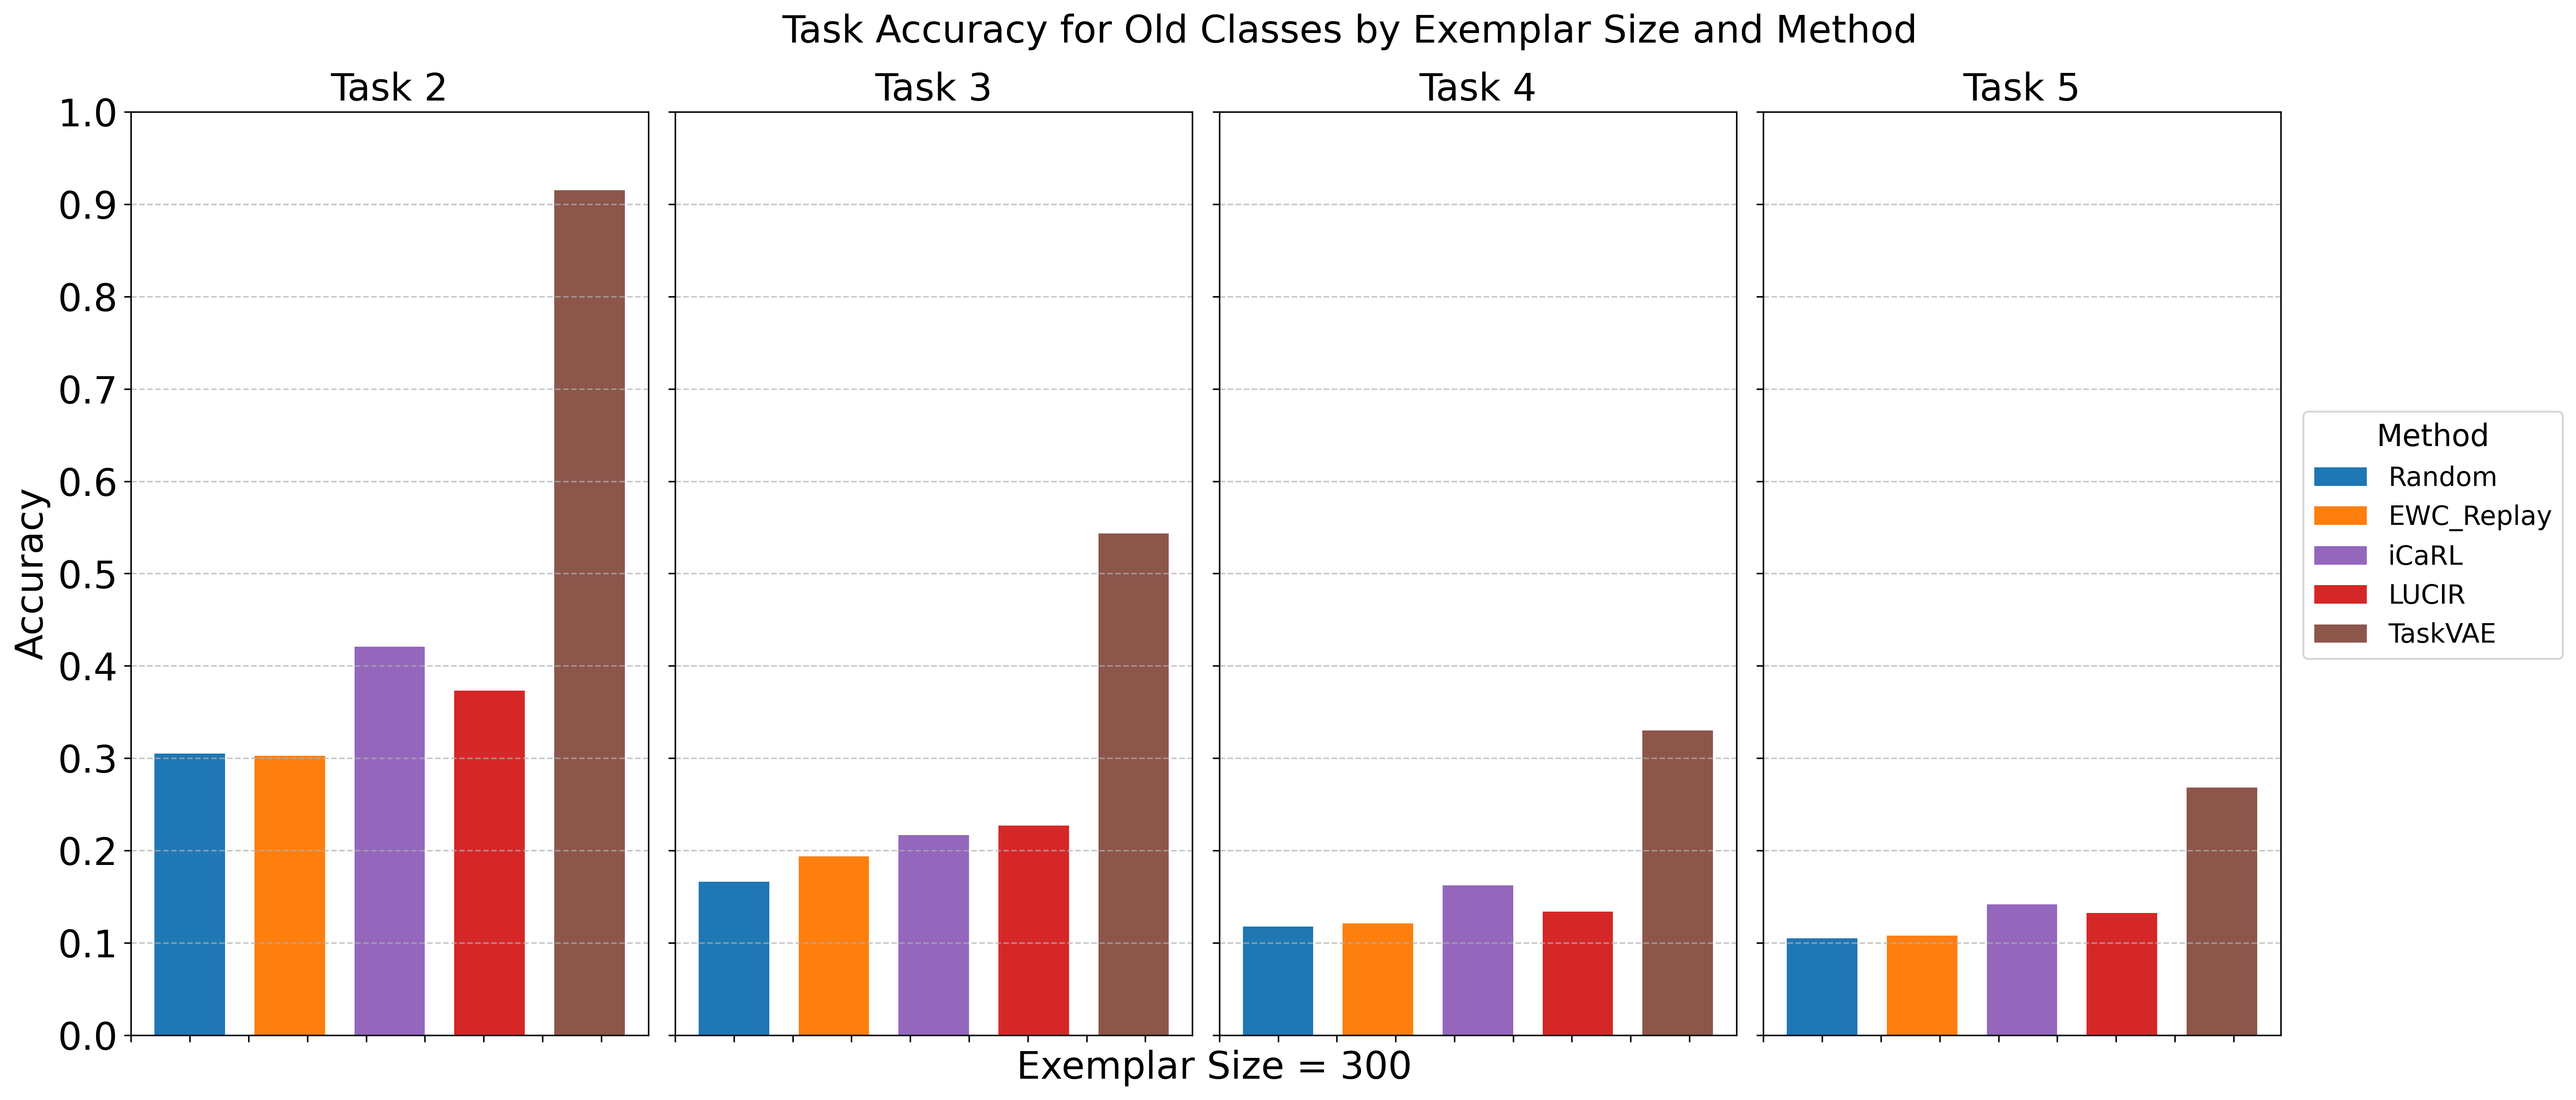 Task Accuracy for Old Classes by Exemplar Size and Method
Task 2
Task 3
Task 4
Task 5
Accuracy
1.0
0.9
0.8
0.7
0.6
0.5
0.4
0.3
0.2
0.1
0.0
Exemplar Size = 300
Method
Random
EWC_Replay
iCaRL
LUCIR
TaskVAE